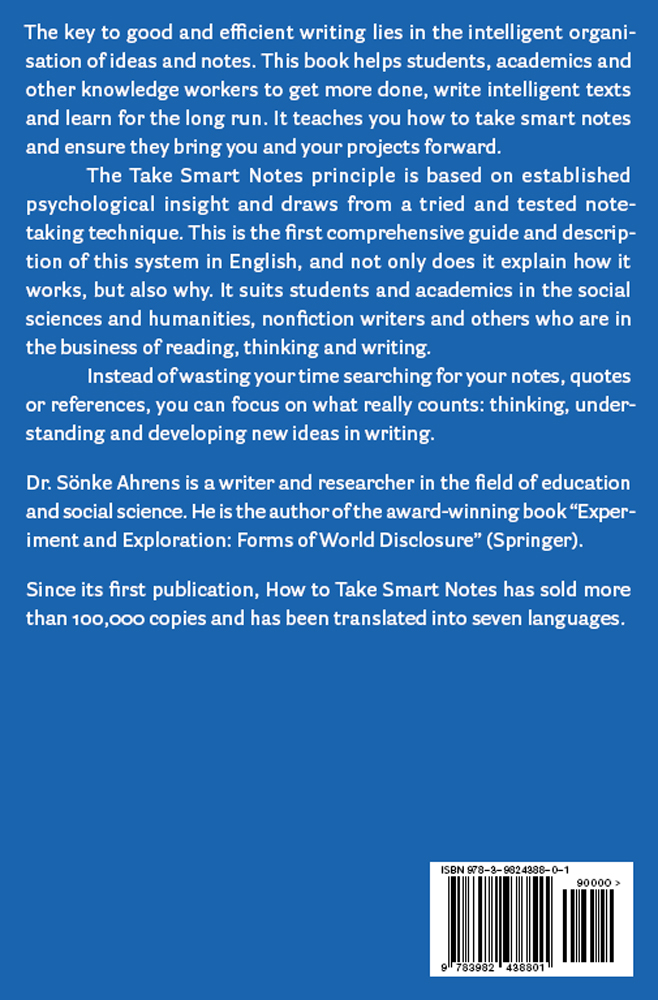 The key to good and efficient writing lies in the intelligent organi-
sation of ideas and notes. This book helps students, academics and
other knowledge workers to get more done, write intelligent texts
and learn for the long run. It teaches you how to take smart notes
and ensure they bring you and your projects forward.
The Take Smart Notes principle is based on established
psychological insight and draws from a tried and tested note-
taking technique. This is the first comprehensive guide and descrip-
tion of this system in English, and not only does it explain how it
works, but also why. It suits students and academics in the social
sciences and humanities, nonfiction writers and others who are in
the business of reading, thinking and writing.
Instead of wasting your time searching for your notes, quotes
or references, you can focus on what really counts: thinking, under-
standing and developing new ideas in writing.
Dr. Sönke Ahrens is a writer and researcher in the field of education
and social science. He is the author of the award-winning book “Exper-
iment and Exploration: Forms of World Disclosure” (Springer).
Since its first publication, How to Take Smart Notes has sold more
than 100,000 copies and has been translated into seven languages.
ISBN 978-3-9824388-0-1
90000 >
9 783982 438801